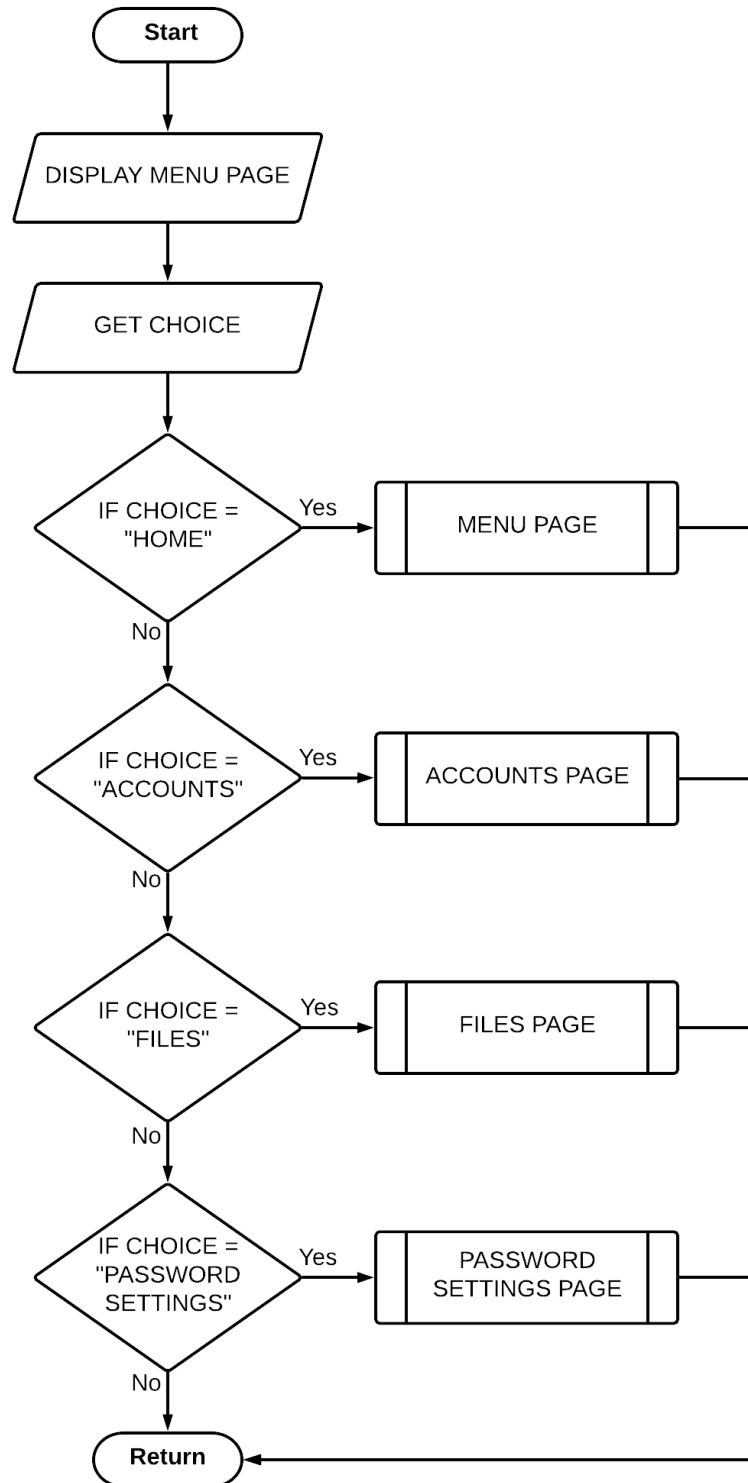 Start
DISPLAY MENU PAGE
GET CHOICE
IF CHOICE =
"HOME"
Yes
MENU PAGE
No
IF CHOICE =
"ACCOUNTS"
Yes
ACCOUNTS PAGE
No
IF CHOICE =
"FILES"
Yes
FILES PAGE
No
IF CHOICE =
"PASSWORD
SETTINGS"
Yes
PASSWORD
SETTINGS PAGE
No
Return